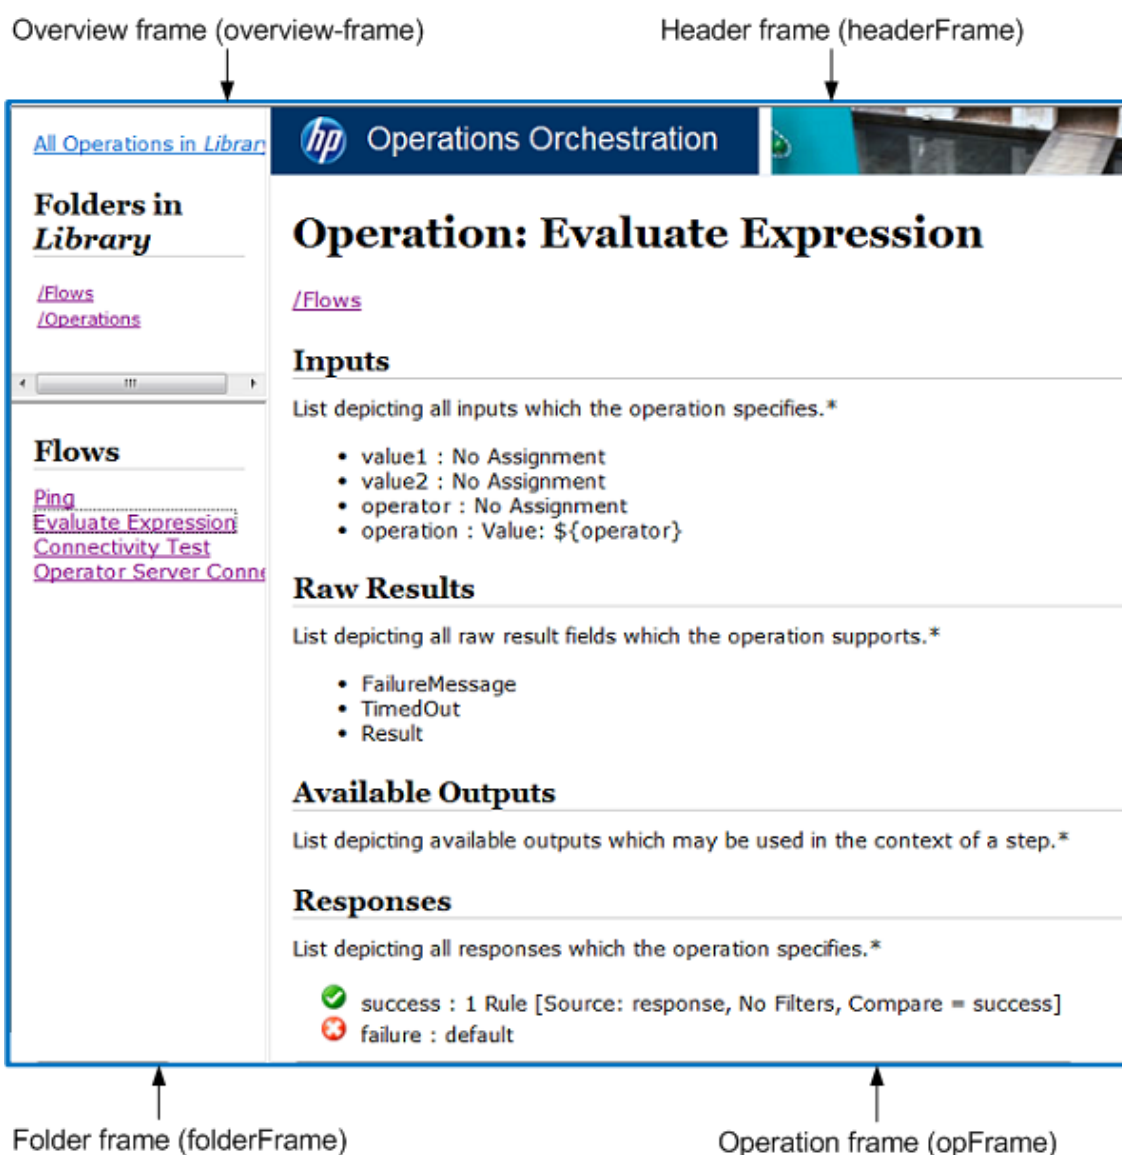 Overview frame (overview-frame)
Header frame (headerFrame)
All Operations in Library
Folders in
Library
/Flows
/Operations
Flows
Ping
Evaluate Expression
Connectivity Test
Operator Server Conne
hp Operations Orchestration
Operation: Evaluate Expression
/Flows
Inputs
List depicting all inputs which the operation specifies.*
• value1 : No Assignment
• value2 : No Assignment
• operator : No Assignment
• operation : Value: ${operator}
Raw Results
List depicting all raw result fields which the operation supports.*
• FailureMessage
• TimedOut
• Result
Available Outputs
List depicting available outputs which may be used in the context of a step.*
Responses
List depicting all responses which the operation specifies.*
success : 1 Rule [Source: response, No Filters, Compare = success]
failure : default
Folder frame (folderFrame)
Operation frame (opFrame)